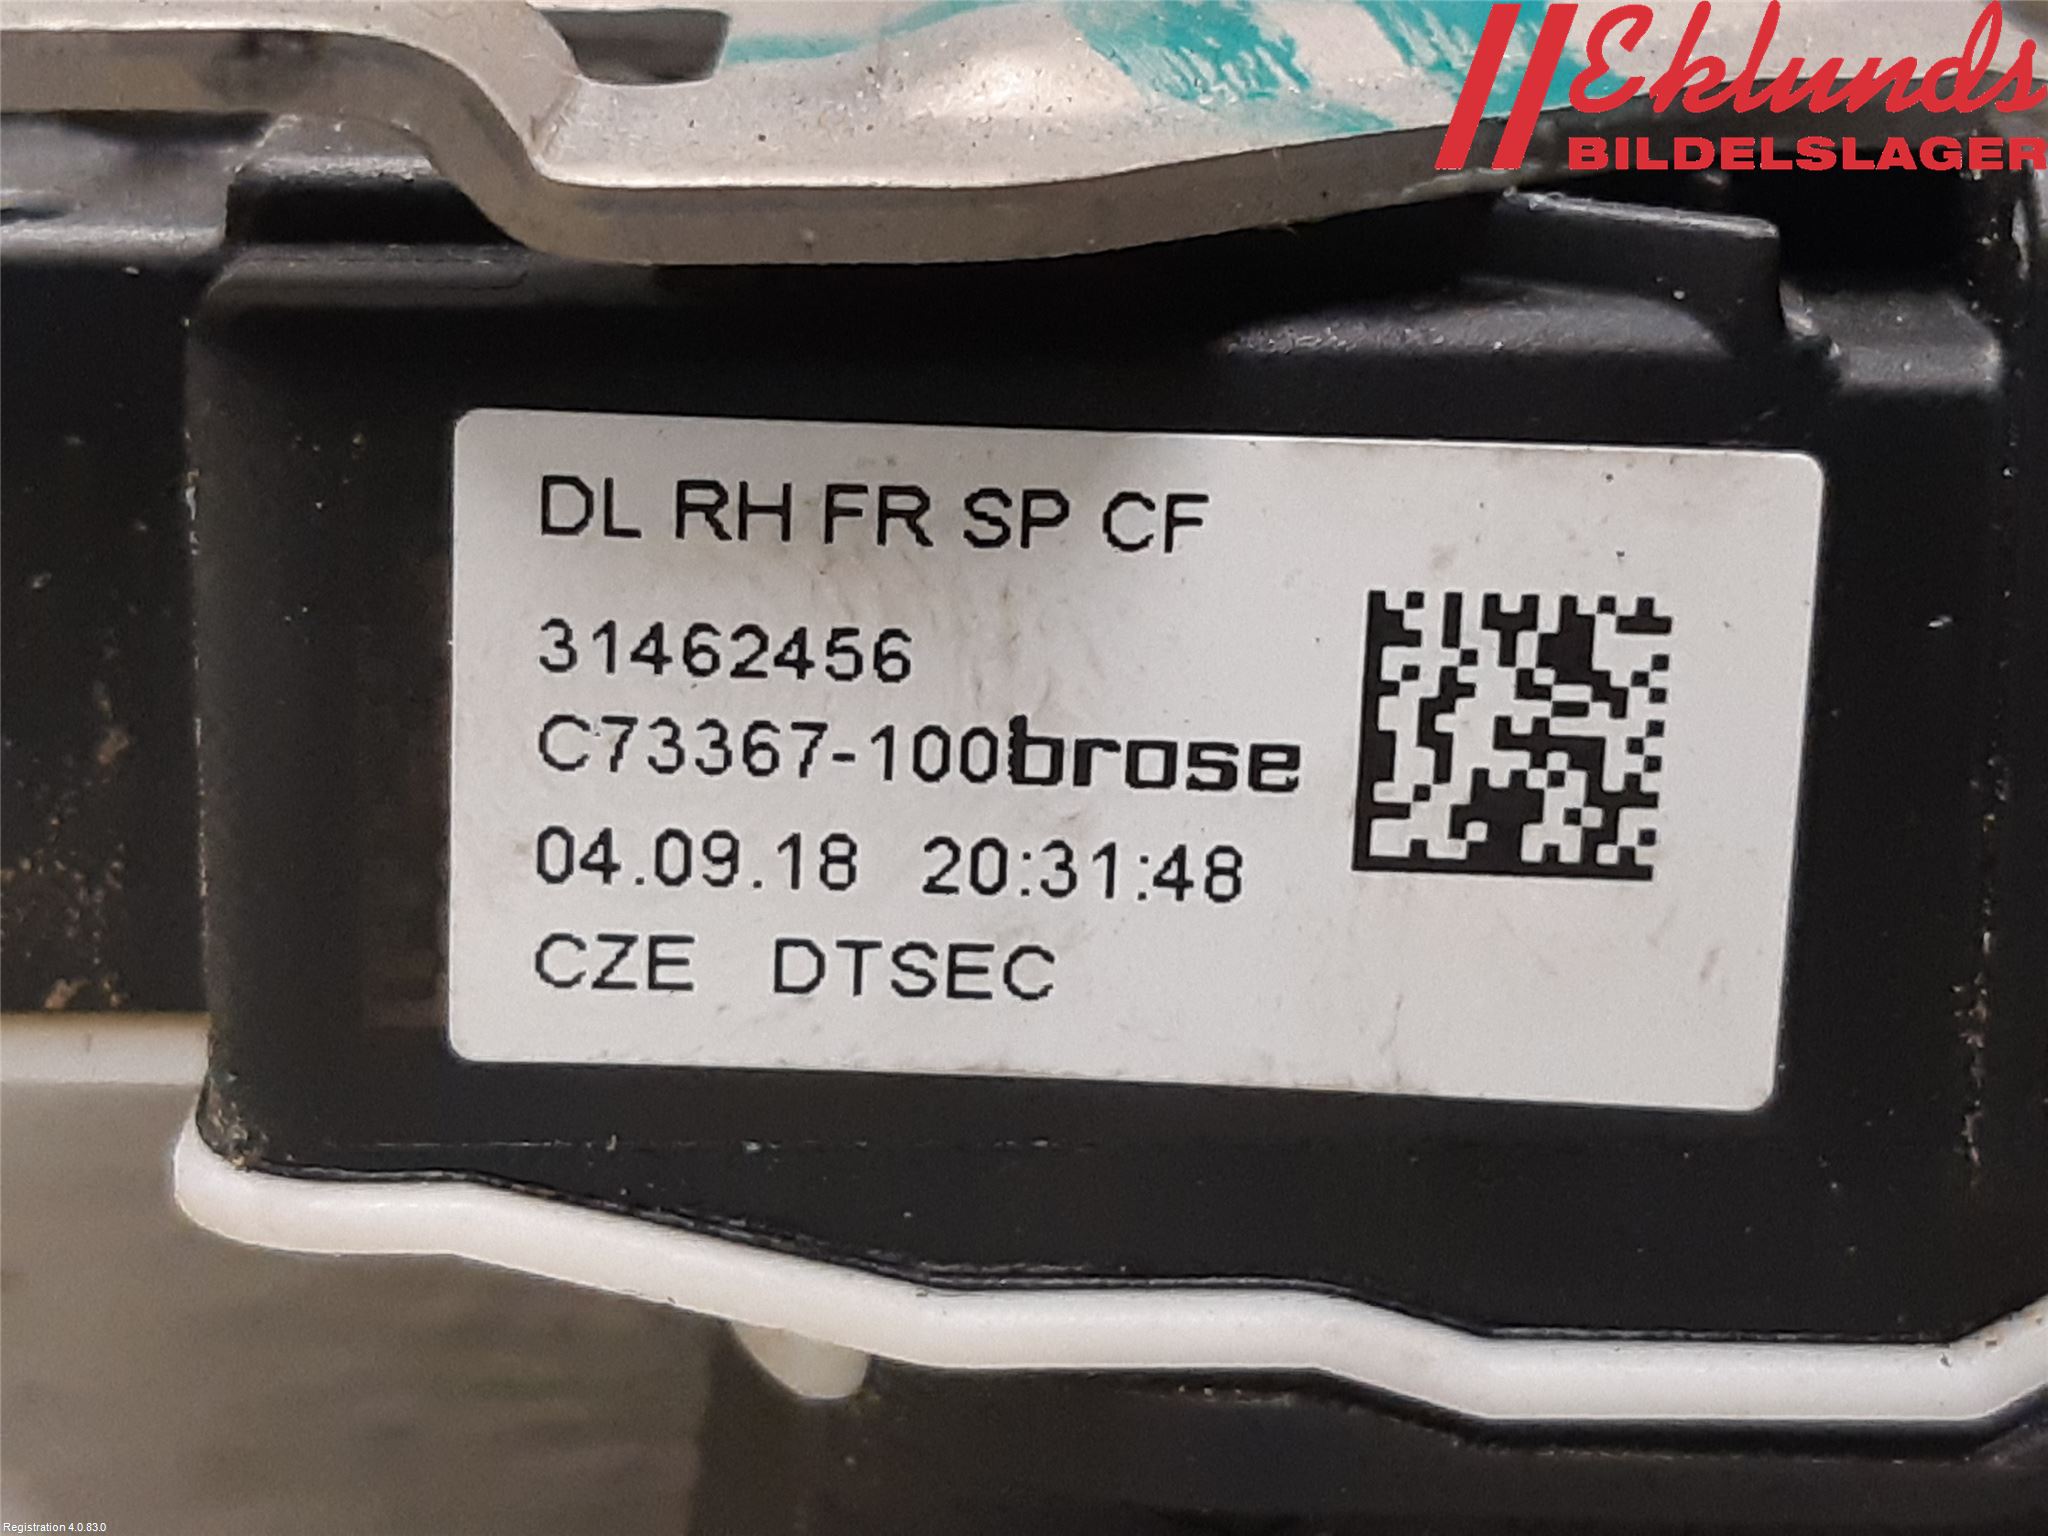 Eklunds
BILDELSLAGER
DL RH FR SP CF
31462456
C73367-100brose
04.09.18 20:31:48
CZE DTSEC
Registration 4.0.83.0